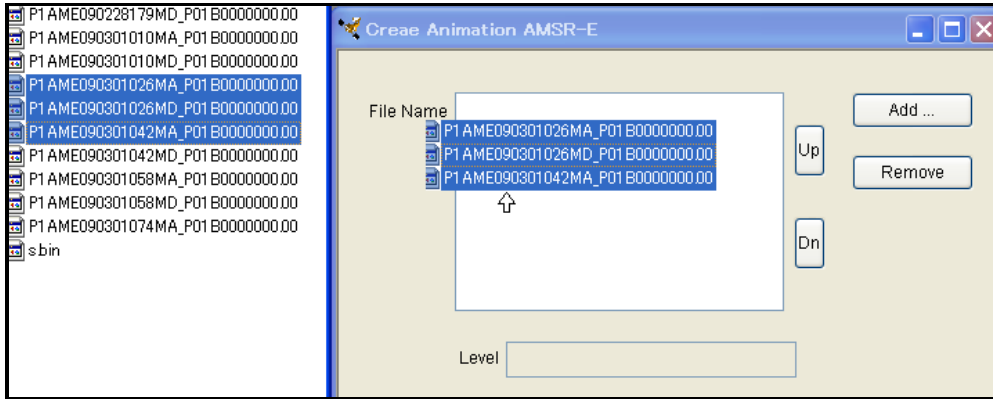 P1AME090228179MD_P01B0000000.00
P1AME090301010MA_P01B0000000.00
P1AME090301010MD_P01B0000000.00
P1AME090301026MA_P01B0000000.00
P1AME090301026MD_P01B0000000.00
P1AME090301042MA_P01B0000000.00
P1AME090301042MD_P01B0000000.00
P1AME090301058MA_P01B0000000.00
P1AME090301058MD_P01B0000000.00
P1AME090301074MA_P01B0000000.00
s.bin
Creae Animation AMSR-E
File Name
P1AME090301026MA_P01B0000000.00
P1AME090301026MD_P01B0000000.00
P1AME090301042MA_P01B0000000.00
Up
Dn
Add ...
Remove
Level